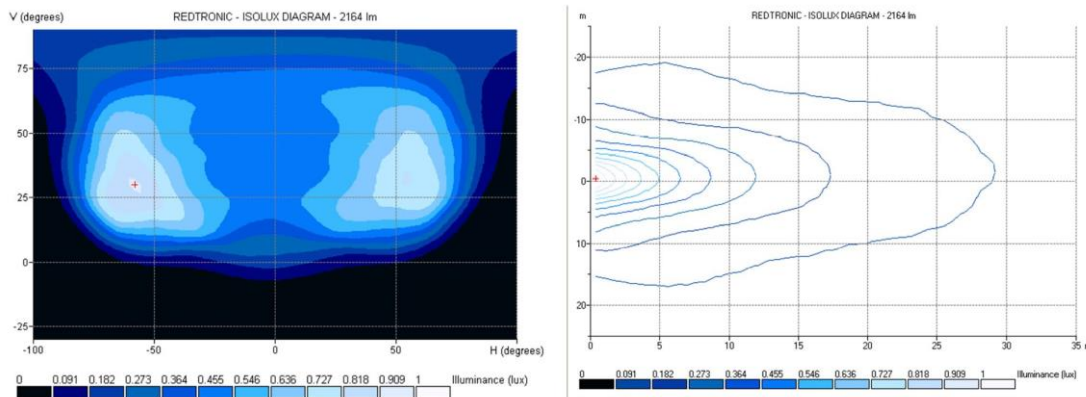 V (degrees) REDTRONIC - ISOLUX DIAGRAM - 2164 lm
75
50
25
0
-25
-100 -50 0 50 H (degrees)
0 0.091 0.182 0.273 0.364 0.455 0.546 0.636 0.727 0.818 0.909 1 Illuminance (lux)
m REDTRONIC - ISOLUX DIAGRAM - 2164 lm
-20
-10
0
10
20
0 5 10 15 20 25 30 35
0 0.091 0.182 0.273 0.364 0.455 0.546 0.636 0.727 0.818 0.909 1 Illuminance (lux)